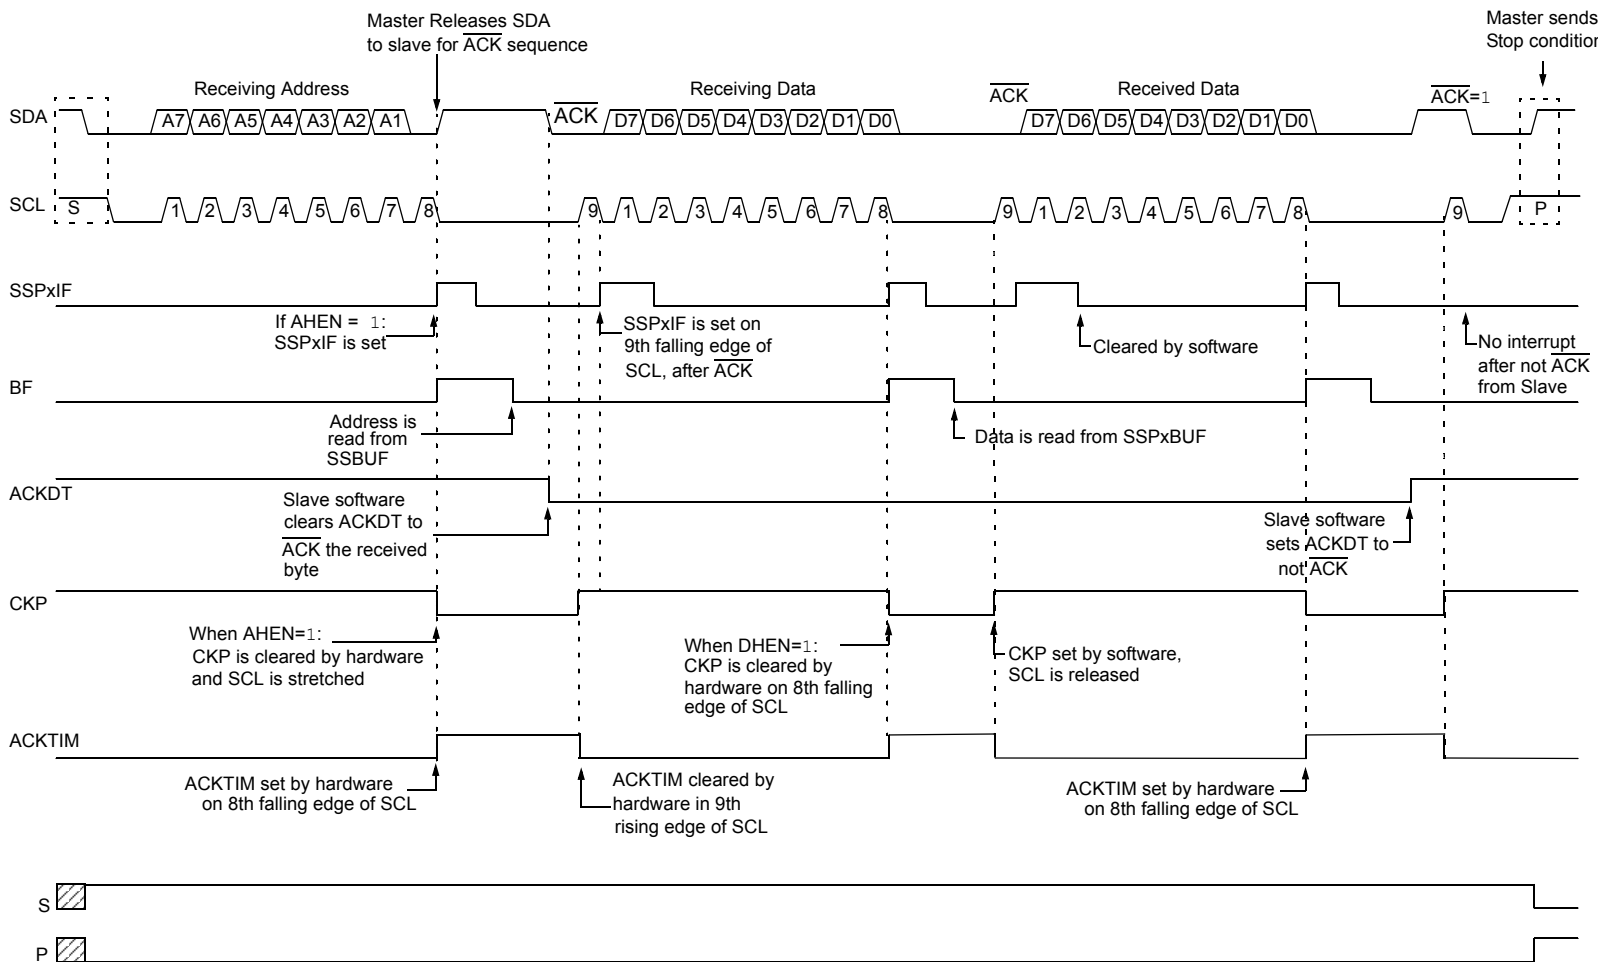 Master Releases SDA
to slave for ACK sequence
Master sends
Stop condition
Receiving Address
Receiving Data
Received Data
SDA
A7 A6 A5 A4 A3 A2 A1
ACK
D7 D6 D5 D4 D3 D2 D1 D0
ACK
D7 D6 D5 D4 D3 D2 D1 D0
ACK=1
SCL
S
1 2 3 4 5 6 7 8
9 1 2 3 4 5 6 7 8
9 1 2 3 4 5 6 7 8
9
P
SSPxIF
If AHEN = 1:
SSPxIF is set
SSPxIF is set on
9th falling edge of
SCL, after ACK
Cleared by software
No interrupt
after not ACK
from Slave
BF
Address is
read from
SSBUF
Data is read from SSPxBUF
ACKDT
Slave software
clears ACKDT to
ACK the received
byte
Slave software
sets ACKDT to
not ACK
CKP
When AHEN=1:
CKP is cleared by hardware
and SCL is stretched
When DHEN=1:
CKP is cleared by
hardware on 8th falling
edge of SCL
CKP set by software,
SCL is released
ACKTIM
ACKTIM set by hardware
on 8th falling edge of SCL
ACKTIM cleared by
hardware in 9th
rising edge of SCL
ACKTIM set by hardware
on 8th falling edge of SCL
S
P